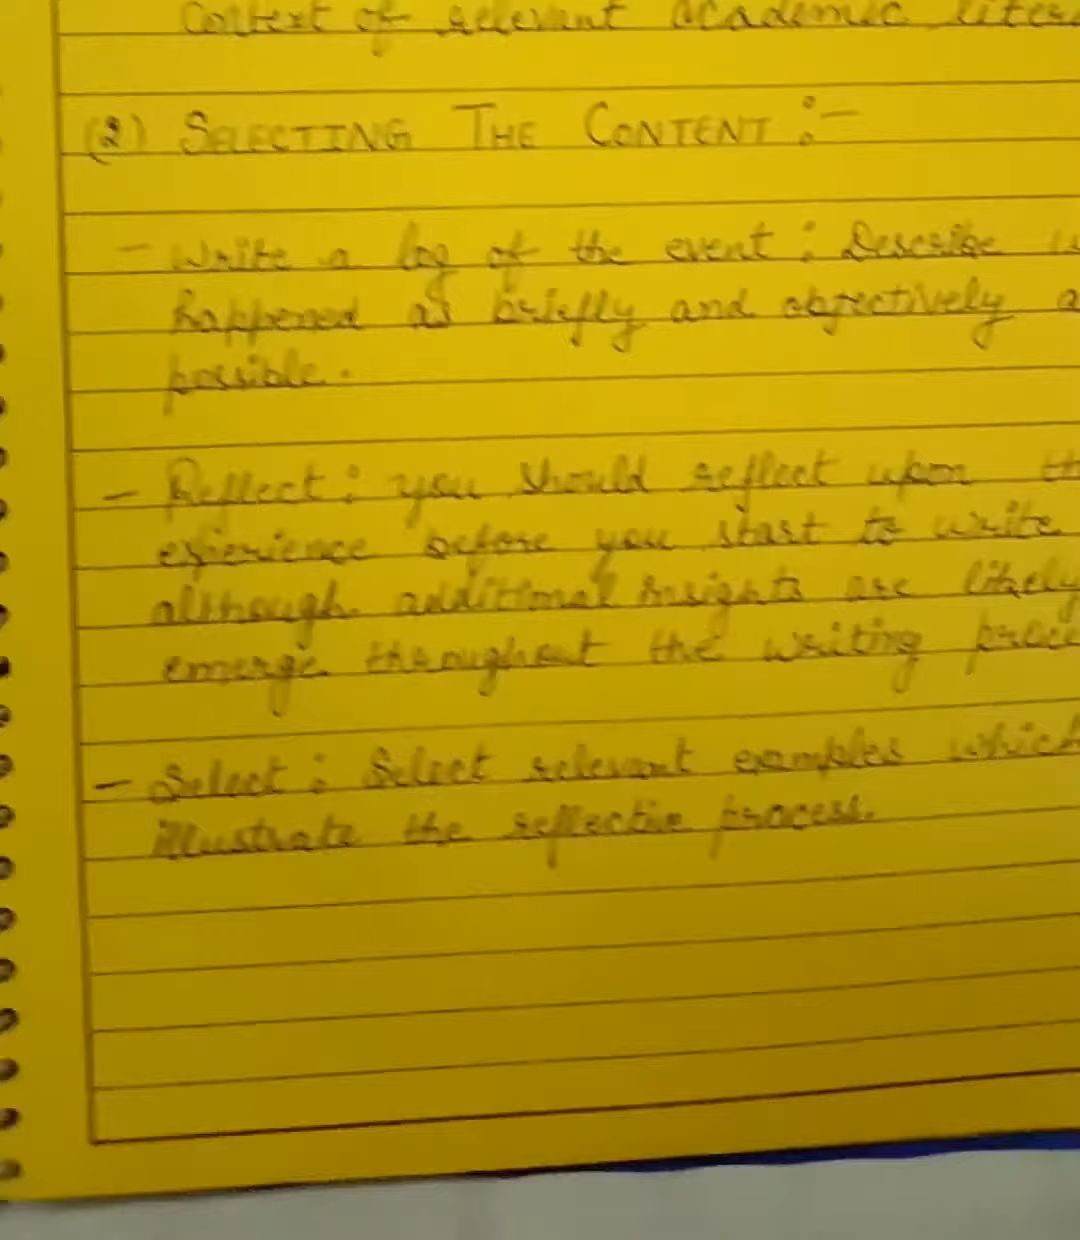 Context of relevant academic liter
(2) SELECTING THE CONTENT :-
- Write a log of the event : Describe w
happened as briefly and objectively a
possible.
- Reflect : you should reflect upon th
experience before you start to write
although additional insights are likely
emerge throughout the writing proce
- Select : Select relevant examples which
illustrate the reflective process.